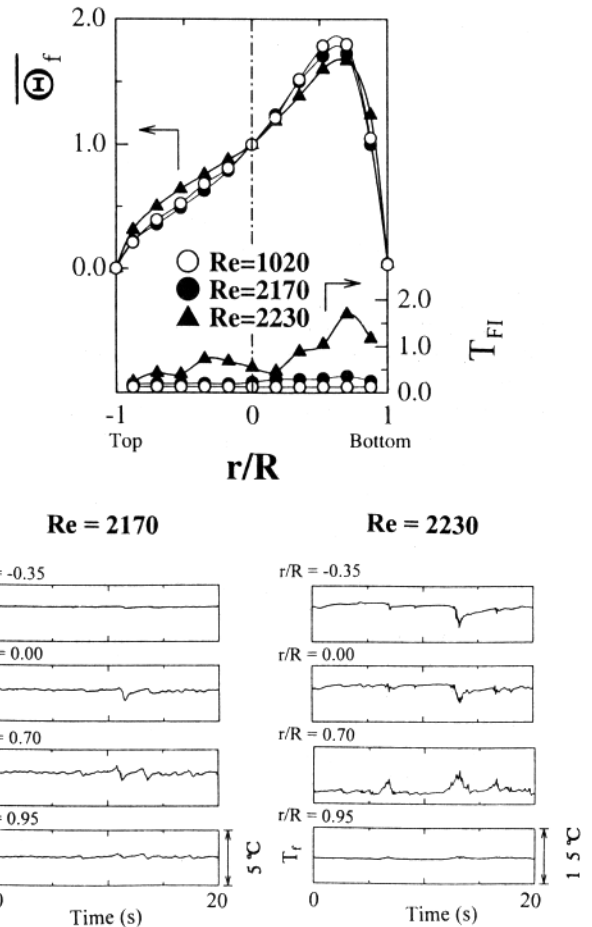 2.0
Θ̅f
1.0
0.0
Re=1020
Re=2170
Re=2230
2.0
1.0
0.0
TFI
-1 0 1
Top Bottom
r/R
Re = 2170 Re = 2230
= -0.35 r/R = -0.35
= 0.00 r/R = 0.00
= 0.70 r/R = 0.70
= 0.95 r/R = 0.95
5 ℃ Tf 1 5 ℃
0 20 0 20
Time (s) Time (s)